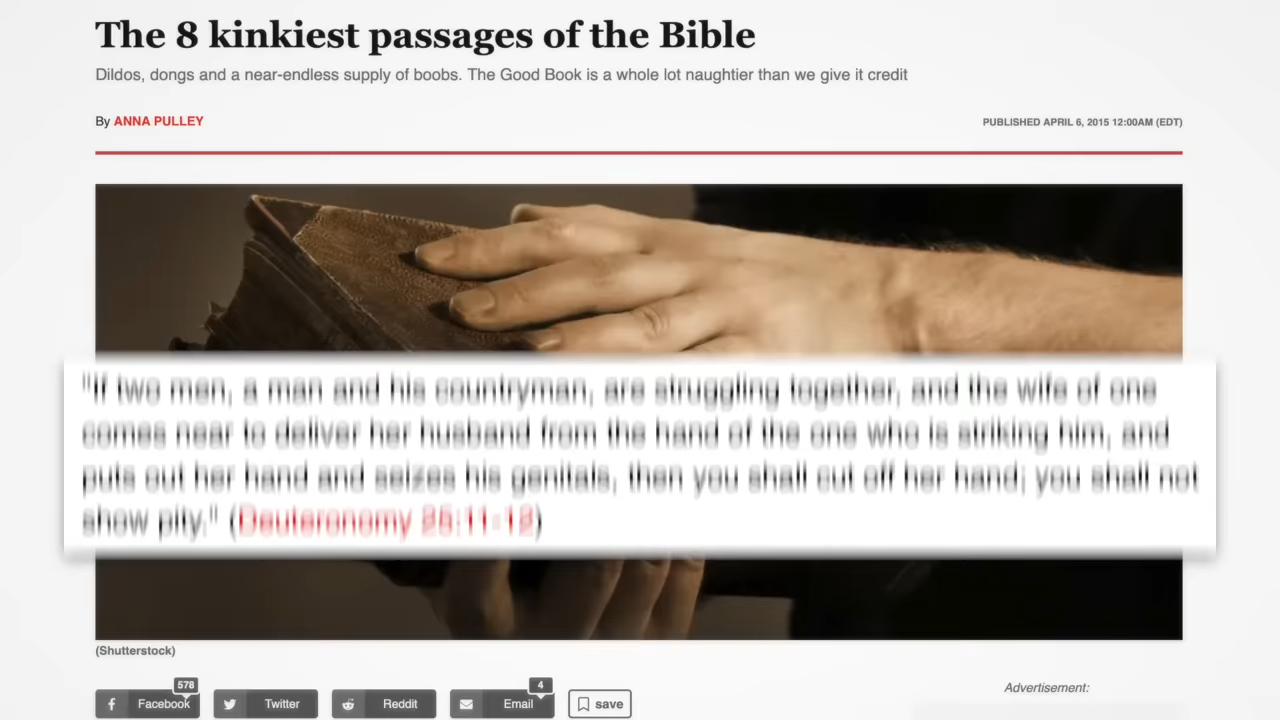 The 8 kinkiest passages of the Bible
Dildos, dongs and a near-endless supply of boobs. The Good Book is a whole lot naughtier than we give it credit
By ANNA PULLEY
PUBLISHED APRIL 6, 2015 12:00AM (EDT)
"If two men, a man and his countryman, are struggling together, and the wife of one
comes near to deliver her husband from the hand of the one who is striking him, and
puts out her hand and seizes his genitals, then you shall cut off her hand; you shall not
show pity." (Deuteronomy 25:11-12)
(Shutterstock)
578
4
Facebook
Twitter
Reddit
Email
save
Advertisement: